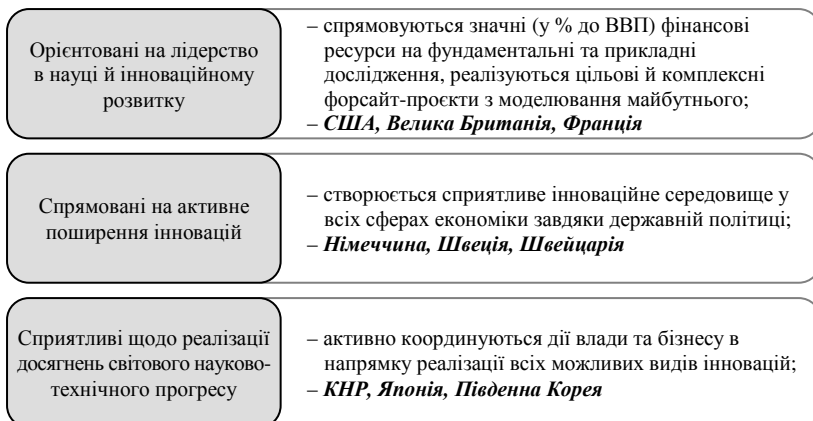 Орієнтовані на лідерство
в науці й інноваційному
розвитку
– спрямовуються значні (у % до ВВП) фінансові
ресурси на фундаментальні та прикладні
дослідження, реалізуються цільові й комплексні
форсайт-проєкти з моделювання майбутнього;
– США, Велика Британія, Франція
Спрямовані на активне
поширення інновацій
– створюється сприятливе інноваційне середовище у
всіх сферах економіки завдяки державній політиці;
– Німеччина, Швеція, Швейцарія
Сприятливі щодо реалізації
досягнень світового науково-
технічного прогресу
– активно координуються дії влади та бізнесу в
напрямку реалізації всіх можливих видів інновацій;
– КНР, Японія, Південна Корея